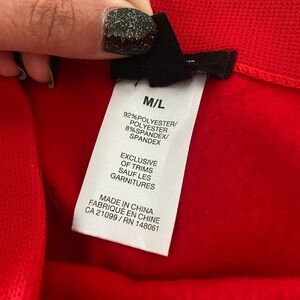 M/L
92%POLYESTER/
POLYESTER
8%SPANDEX/
SPANDEX
EXCLUSIVE
OF TRIMS
SAUF LES
GARNITURES
MADE IN CHINA
FABRIQUÉ EN CHINE
CA 21099 / RN 148061